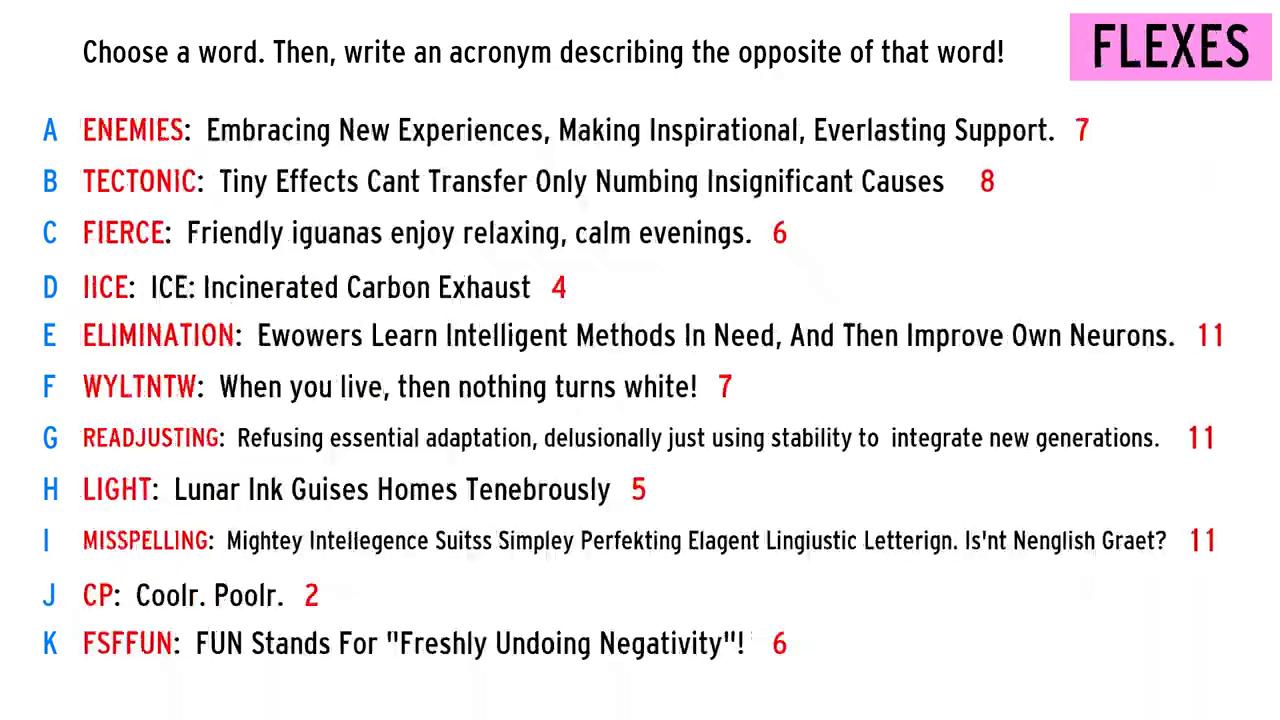 Choose a word. Then, write an acronym describing the opposite of that word!
FLEXES
A ENEMIES: Embracing New Experiences, Making Inspirational, Everlasting Support. 7
B TECTONIC: Tiny Effects Cant Transfer Only Numbing Insignificant Causes 8
C FIERCE: Friendly iguanas enjoy relaxing, calm evenings. 6
D IICE: ICE: Incinerated Carbon Exhaust 4
E ELIMINATION: Ewowers Learn Intelligent Methods In Need, And Then Improve Own Neurons. 11
F WYLTNTW: When you live, then nothing turns white! 7
G READJUSTING: Refusing essential adaptation, delusionally just using stability to integrate new generations. 11
H LIGHT: Lunar Ink Guises Homes Tenebrously 5
I MISSPELLING: Mightey Intellegence Suitss Simpley Perfekting Elagent Lingiustic Letterign. Is'nt Nenglish Graet? 11
J CP: Coolr. Poolr. 2
K FSFFUN: FUN Stands For "Freshly Undoing Negativity"! 6